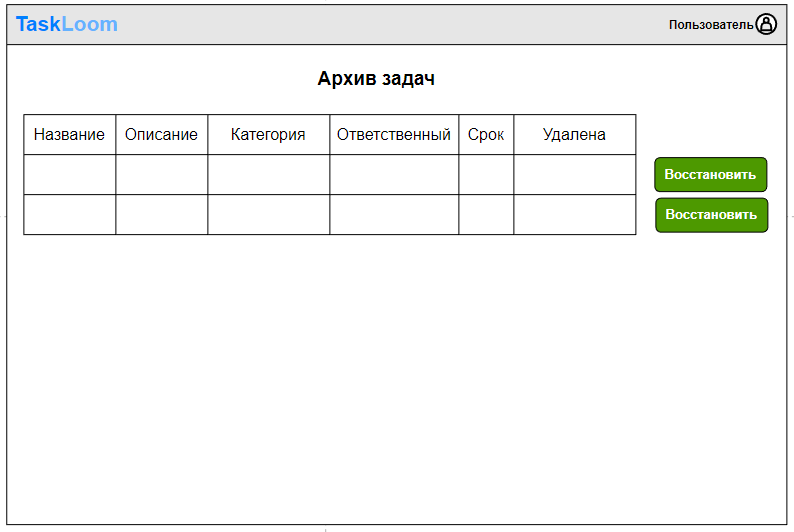 TaskLoom Пользователь
Архив задач
Название Описание Категория Ответственный Срок Удалена
Восстановить
Восстановить